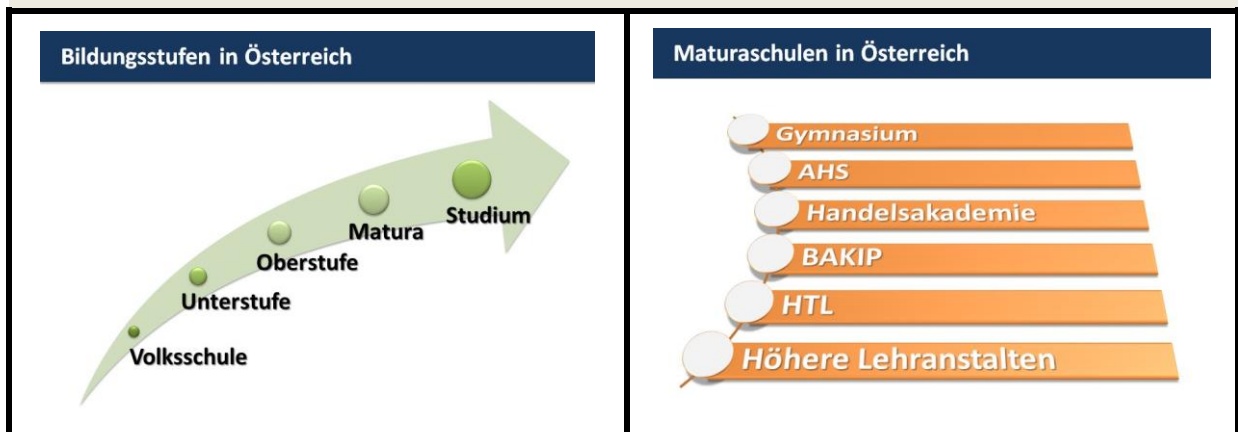 Bildungsstufen in Österreich
Volksschule
Unterstufe
Oberstufe
Matura
Studium
Maturaschulen in Österreich
Gymnasium
AHS
Handelsakademie
BAKIP
HTL
Höhere Lehranstalten